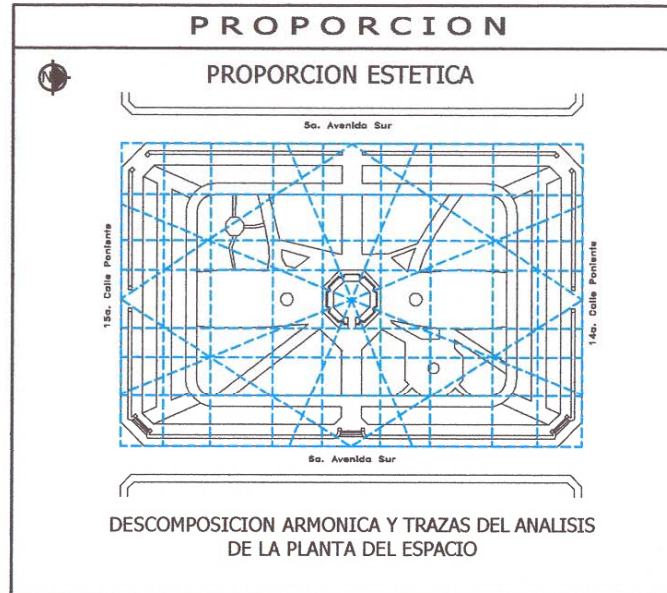 PROPORCION
PROPORCION ESTETICA
N
5a. Avenida Sur
15a. Calle Poniente
14a. Calle Poniente
6a. Avenida Sur
DESCOMPOSICION ARMONICA Y TRAZAS DEL ANALISIS
DE LA PLANTA DEL ESPACIO